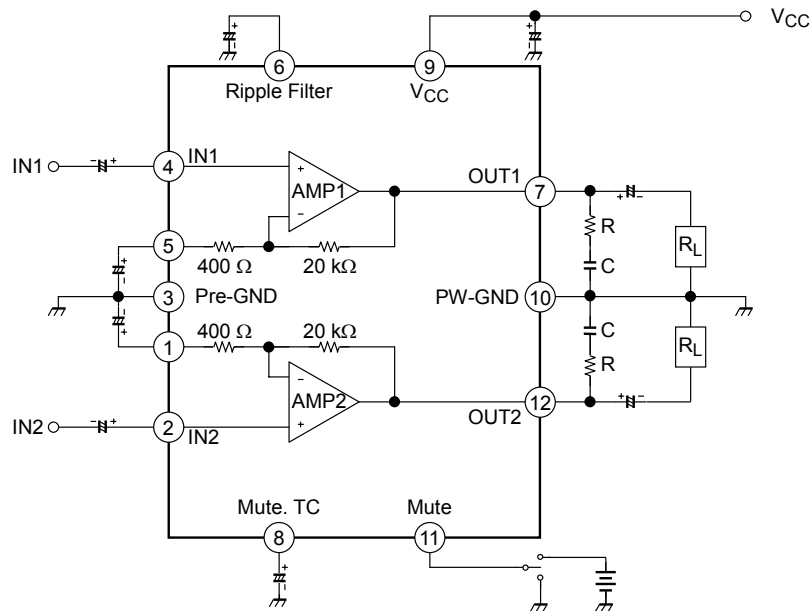 VCC
6
9
Ripple Filter
VCC
IN1
4
IN1
AMP1
+
−
OUT1
7
5
400 Ω
20 kΩ
R
C
RL
3
Pre-GND
PW-GND
10
1
400 Ω
20 kΩ
C
R
RL
AMP2
−
+
IN2
2
IN2
OUT2
12
Mute. TC
Mute
8
11